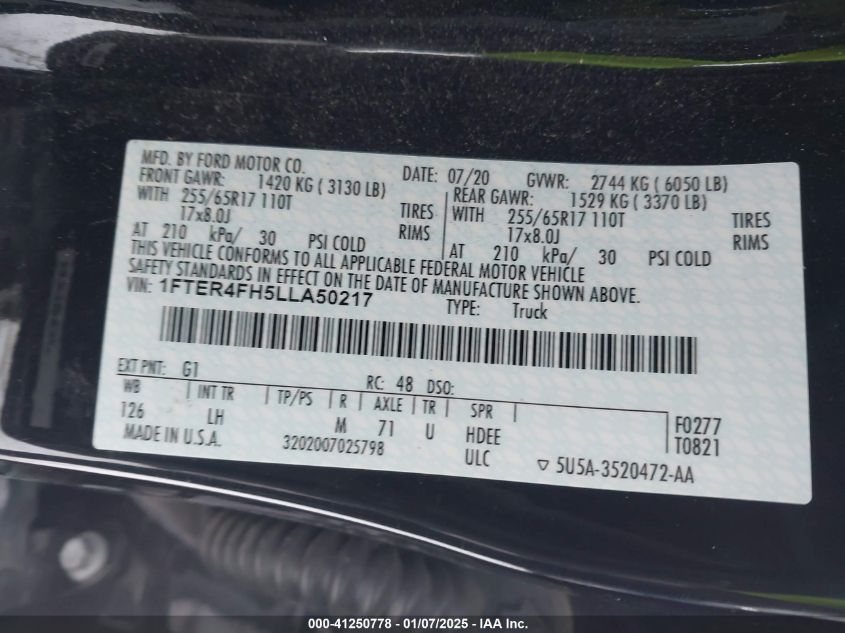 MFD. BY FORD MOTOR CO. DATE: 07/20 GVWR: 2744 KG ( 6050 LB)
FRONT GAWR: 1420 KG ( 3130 LB) REAR GAWR: 1529 KG ( 3370 LB)
WITH 255/65R17 110T TIRES WITH 255/65R17 110T TIRES
17x8.0J RIMS 17x8.0J RIMS
AT 210 kPa/ 30 PSI COLD AT 210 kPa/ 30 PSI COLD
THIS VEHICLE CONFORMS TO ALL APPLICABLE FEDERAL MOTOR VEHICLE
SAFETY STANDARDS IN EFFECT ON THE DATE OF MANUFACTURE SHOWN ABOVE.
VIN: 1FTER4FH5LLA50217 TYPE: Truck
EXT PNT: G1 RC: 48 DSO:
WB | INT TR | TP/PS | R | AXLE | TR | SPR | F0277
126 LH M 71 U HDEE T0821
MADE IN U.S.A. 3202007025798 ULC ▽ 5U5A-3520472-AA
000-41250778 - 01/07/2025 - IAA Inc.